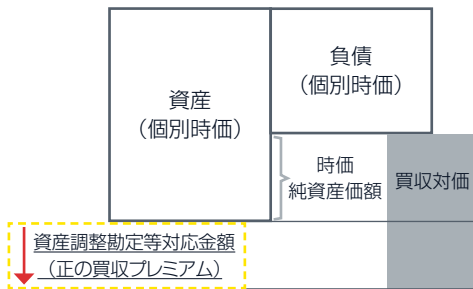 資産
（個別時価）
負債
（個別時価）
時価
純資産価額
買収対価
資産調整勘定等対応金額
（正の買収プレミアム）